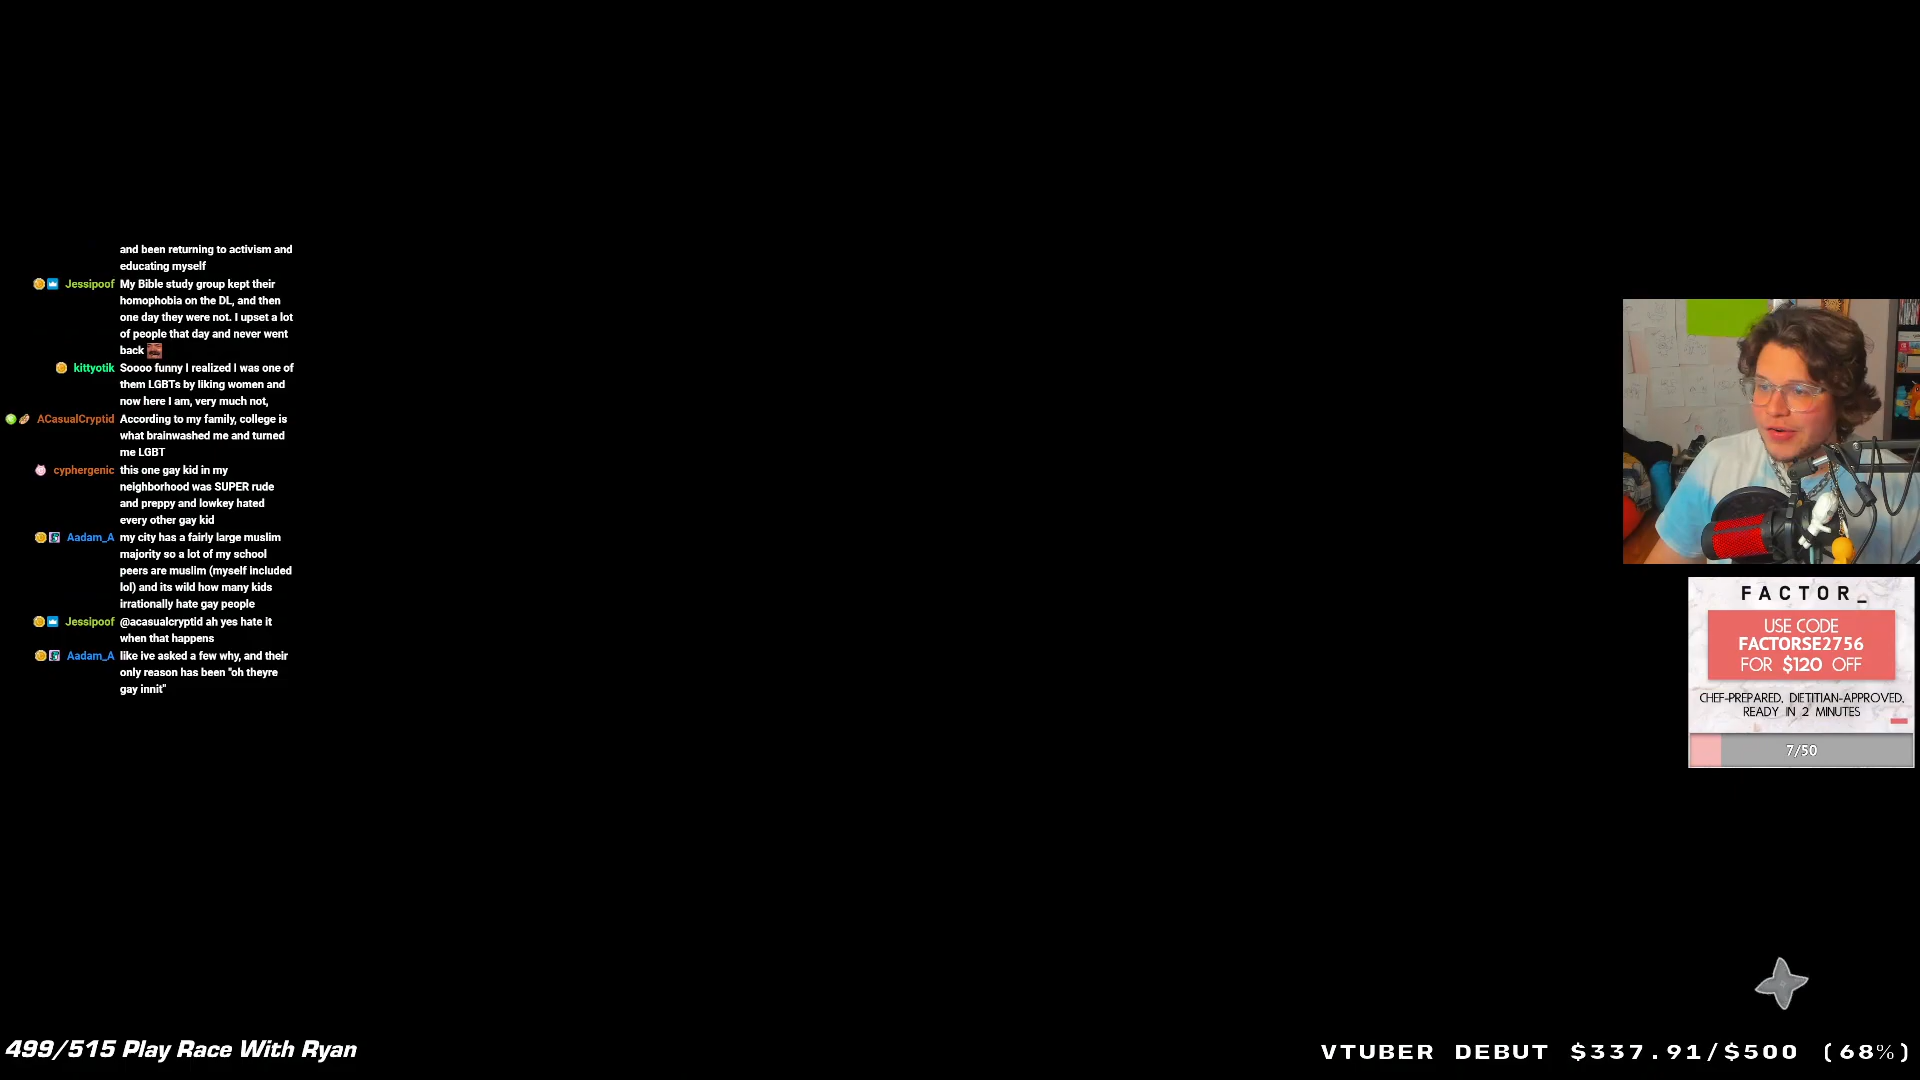 and been returning to activism and
educating myself
Jessipoof My Bible study group kept their
homophobia on the DL, and then
one day they were not. I upset a lot
of people that day and never went
back
kittyotik Soooo funny I realized I was one of
them LGBTs by liking women and
now here I am, very much not,
ACasualCryptid According to my family, college is
what brainwashed me and turned
me LGBT
cyphergenic this one gay kid in my
neighborhood was SUPER rude
and preppy and lowkey hated
every other gay kid
Aadam_A my city has a fairly large muslim
majority so a lot of my school
peers are muslim (myself included
lol) and its wild how many kids
irrationally hate gay people
Jessipoof @acasualcryptid ah yes hate it
when that happens
Aadam_A like ive asked a few why, and their
only reason has been "oh theyre
gay innit"
FACTOR_
USE CODE
FACTORSE2756
FOR $120 OFF
CHEF-PREPARED, DIETITIAN-APPROVED,
READY IN 2 MINUTES
7/50
499/515 Play Race With Ryan
VTUBER DEBUT $337.91/$500 (68%)